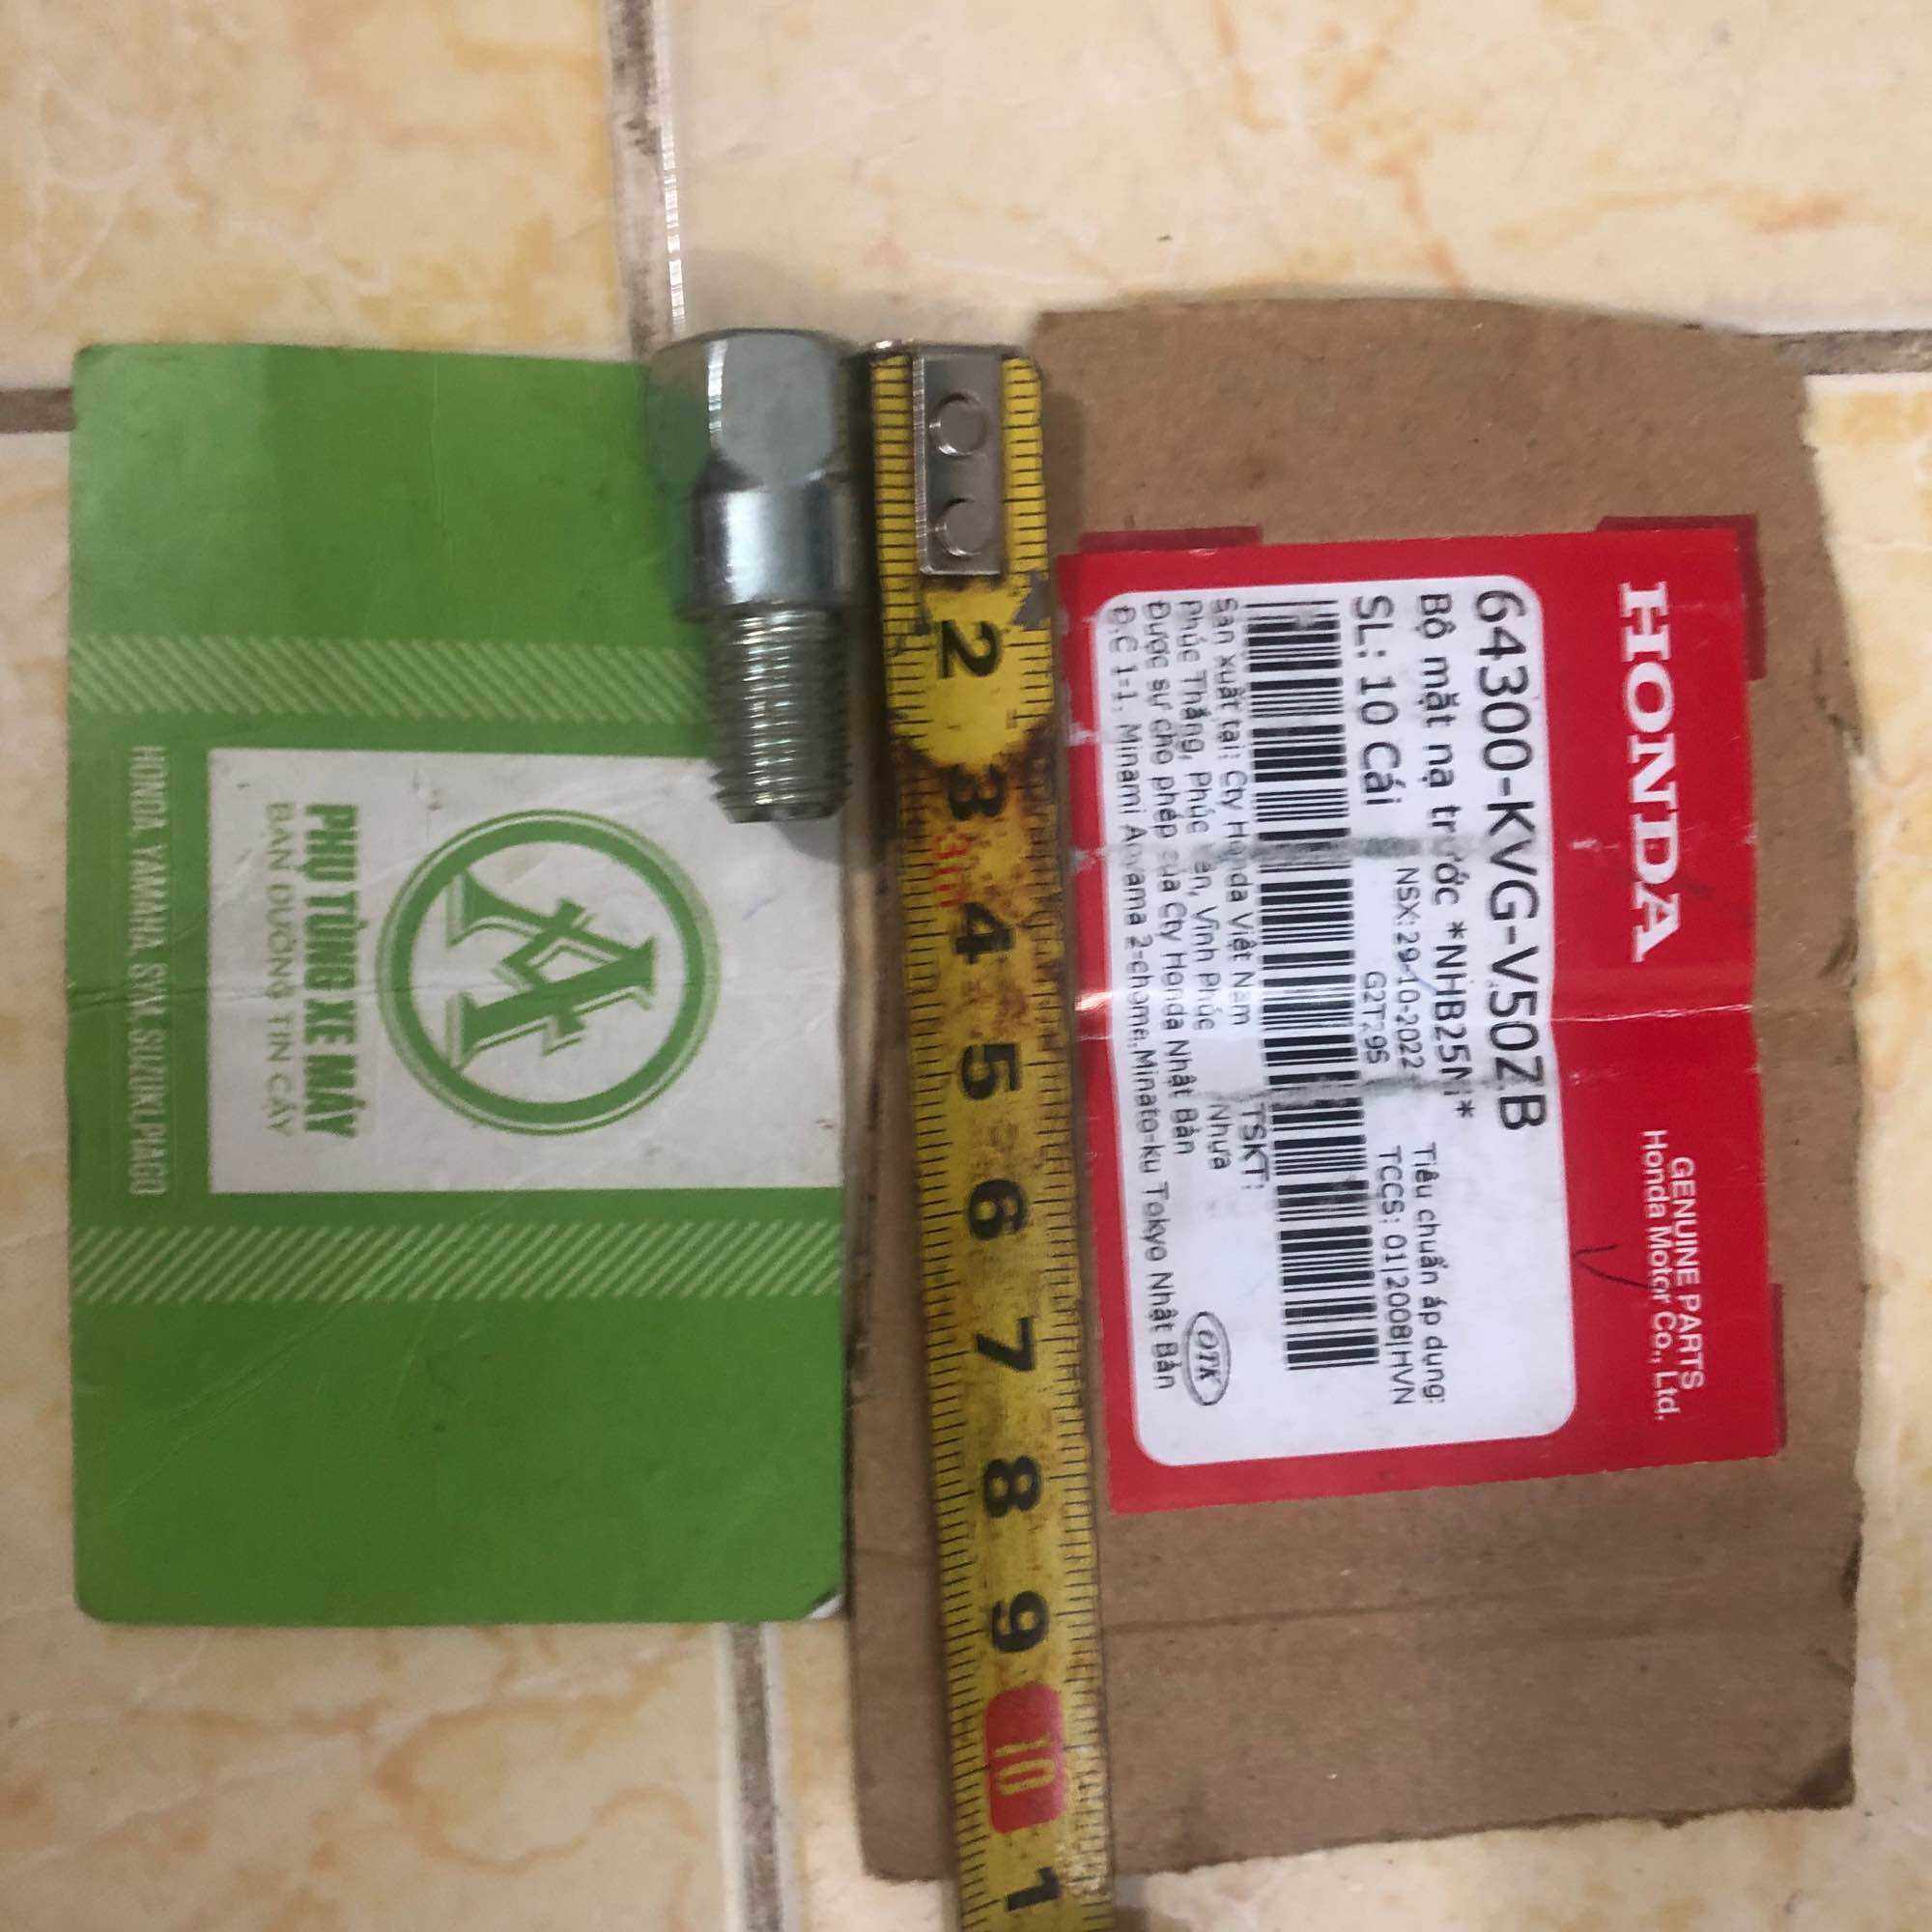 HONDA
GENUINE PARTS
Honda Motor Co., Ltd.
64300-KVG-V50ZB
Bộ mặt nạ trước *NHB25M*
Tiêu chuẩn áp dụng:
SL: 10 Cái
NSX: 29-10-2022
TCCS: 01|2008|HVN
G2T29S
Sản xuất tại: Cty Honda Việt Nam
TSKT:
Phúc Thắng, Phúc Yên, Vĩnh Phúc
Nhựa
Được sự cho phép của Cty Honda Nhật Bản
Đ.C 1-1, Minami Aoyama 2-chome, Minato-ku Tokyo Nhật Bản
OTK
2
3
3m
4
5
6
7
8
9
10
1
A
PHỤ TÙNG XE MÁY
BẠN ĐƯỜNG TIN CẬY
HONDA, YAMAHA, SYM, SUZUKI, PIAGO